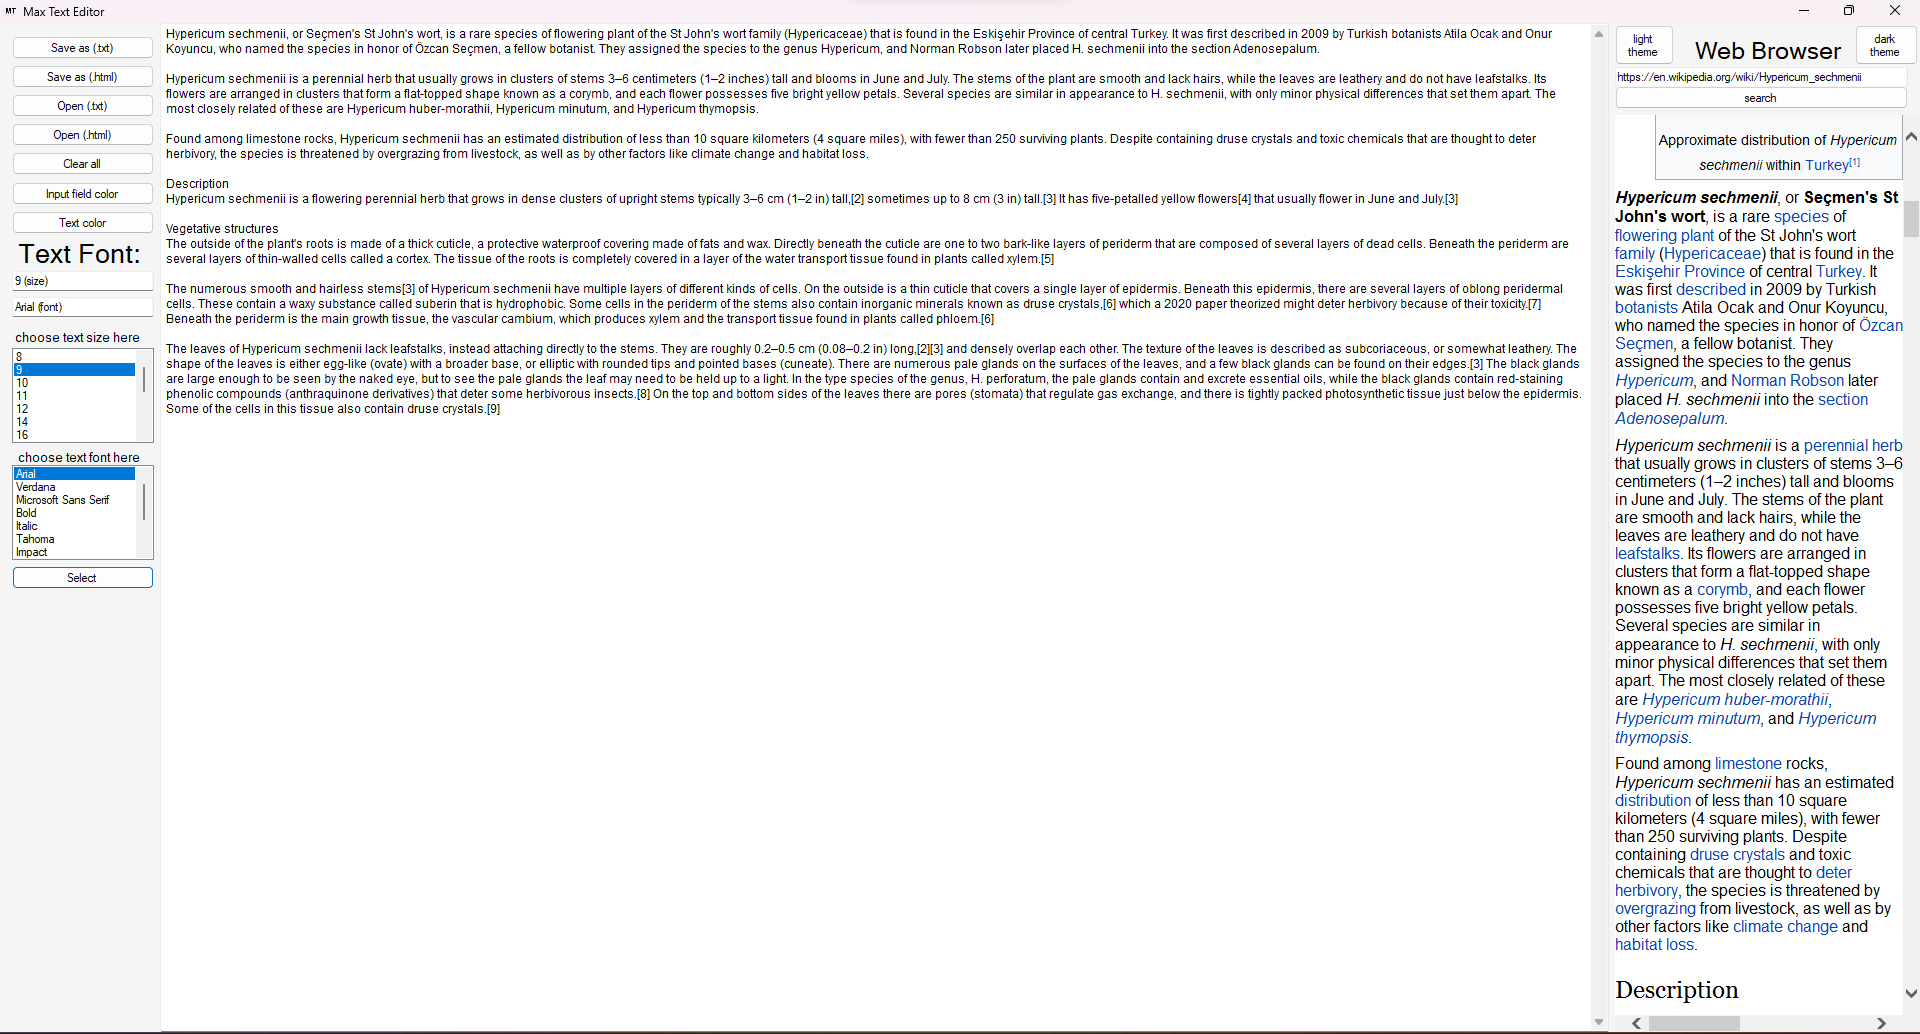 MT Max Text Editor
Save as (.txt)
Save as (.html)
Open (.txt)
Open (.html)
Clear all
Input field color
Text color
Text Font:
9 (size)
Arial (font)
choose text size here
8
9
10
11
12
14
16
choose text font here
Arial
Verdana
Microsoft Sans Serif
Bold
Italic
Tahoma
Impact
Select
Hypericum sechmenii, or Seçmen's St John's wort, is a rare species of flowering plant of the St John's wort family (Hypericaceae) that is found in the Eskişehir Province of central Turkey. It was first described in 2009 by Turkish botanists Atila Ocak and Onur
Koyuncu, who named the species in honor of Özcan Seçmen, a fellow botanist. They assigned the species to the genus Hypericum, and Norman Robson later placed H. sechmenii into the section Adenosepalum.
Hypericum sechmenii is a perennial herb that usually grows in clusters of stems 3–6 centimeters (1–2 inches) tall and blooms in June and July. The stems of the plant are smooth and lack hairs, while the leaves are leathery and do not have leafstalks. Its
flowers are arranged in clusters that form a flat-topped shape known as a corymb, and each flower possesses five bright yellow petals. Several species are similar in appearance to H. sechmenii, with only minor physical differences that set them apart. The
most closely related of these are Hypericum huber-morathii, Hypericum minutum, and Hypericum thymopsis.
Found among limestone rocks, Hypericum sechmenii has an estimated distribution of less than 10 square kilometers (4 square miles), with fewer than 250 surviving plants. Despite containing druse crystals and toxic chemicals that are thought to deter
herbivory, the species is threatened by overgrazing from livestock, as well as by other factors like climate change and habitat loss.
Description
Hypericum sechmenii is a flowering perennial herb that grows in dense clusters of upright stems typically 3–6 cm (1–2 in) tall,[2] sometimes up to 8 cm (3 in) tall.[3] It has five-petalled yellow flowers[4] that usually flower in June and July.[3]
Vegetative structures
The outside of the plant's roots is made of a thick cuticle, a protective waterproof covering made of fats and wax. Directly beneath the cuticle are one to two bark-like layers of periderm that are composed of several layers of dead cells. Beneath the periderm are
several layers of thin-walled cells called a cortex. The tissue of the roots is completely covered in a layer of the water transport tissue found in plants called xylem.[5]
The numerous smooth and hairless stems[3] of Hypericum sechmenii have multiple layers of different kinds of cells. On the outside is a thin cuticle that covers a single layer of epidermis. Beneath this epidermis, there are several layers of oblong peridermal
cells. These contain a waxy substance called suberin that is hydrophobic. Some cells in the periderm of the stems also contain inorganic minerals known as druse crystals,[6] which a 2020 paper theorized might deter herbivory because of their toxicity.[7]
Beneath the periderm is the main growth tissue, the vascular cambium, which produces xylem and the transport tissue found in plants called phloem.[6]
The leaves of Hypericum sechmenii lack leafstalks, instead attaching directly to the stems. They are roughly 0.2–0.5 cm (0.08–0.2 in) long,[2][3] and densely overlap each other. The texture of the leaves is described as subcoriaceous, or somewhat leathery. The
shape of the leaves is either egg-like (ovate) with a broader base, or elliptic with rounded tips and pointed bases (cuneate). There are numerous pale glands on the surfaces of the leaves, and a few black glands can be found on their edges.[3] The black glands
are large enough to be seen by the naked eye, but to see the pale glands the leaf may need to be held up to a light. In the type species of the genus, H. perforatum, the pale glands contain and excrete essential oils, while the black glands contain red-staining
phenolic compounds (anthraquinone derivatives) that deter some herbivorous insects.[8] On the top and bottom sides of the leaves there are pores (stomata) that regulate gas exchange, and there is tightly packed photosynthetic tissue just below the epidermis.
Some of the cells in this tissue also contain druse crystals.[9]
light theme
Web Browser
dark theme
https://en.wikipedia.org/wiki/Hypericum_sechmenii
search
Approximate distribution of Hypericum
sechmenii within Turkey[1]
Hypericum sechmenii, or Seçmen's St
John's wort, is a rare species of
flowering plant of the St John's wort
family (Hypericaceae) that is found in the
Eskişehir Province of central Turkey. It
was first described in 2009 by Turkish
botanists Atila Ocak and Onur Koyuncu,
who named the species in honor of Özcan
Seçmen, a fellow botanist. They
assigned the species to the genus
Hypericum, and Norman Robson later
placed H. sechmenii into the section
Adenosepalum.
Hypericum sechmenii is a perennial herb
that usually grows in clusters of stems 3–6
centimeters (1–2 inches) tall and blooms
in June and July. The stems of the plant
are smooth and lack hairs, while the
leaves are leathery and do not have
leafstalks. Its flowers are arranged in
clusters that form a flat-topped shape
known as a corymb, and each flower
possesses five bright yellow petals.
Several species are similar in
appearance to H. sechmenii, with only
minor physical differences that set them
apart. The most closely related of these
are Hypericum huber-morathii,
Hypericum minutum, and Hypericum
thymopsis.
Found among limestone rocks,
Hypericum sechmenii has an estimated
distribution of less than 10 square
kilometers (4 square miles), with fewer
than 250 surviving plants. Despite
containing druse crystals and toxic
chemicals that are thought to deter
herbivory, the species is threatened by
overgrazing from livestock, as well as by
other factors like climate change and
habitat loss.
Description